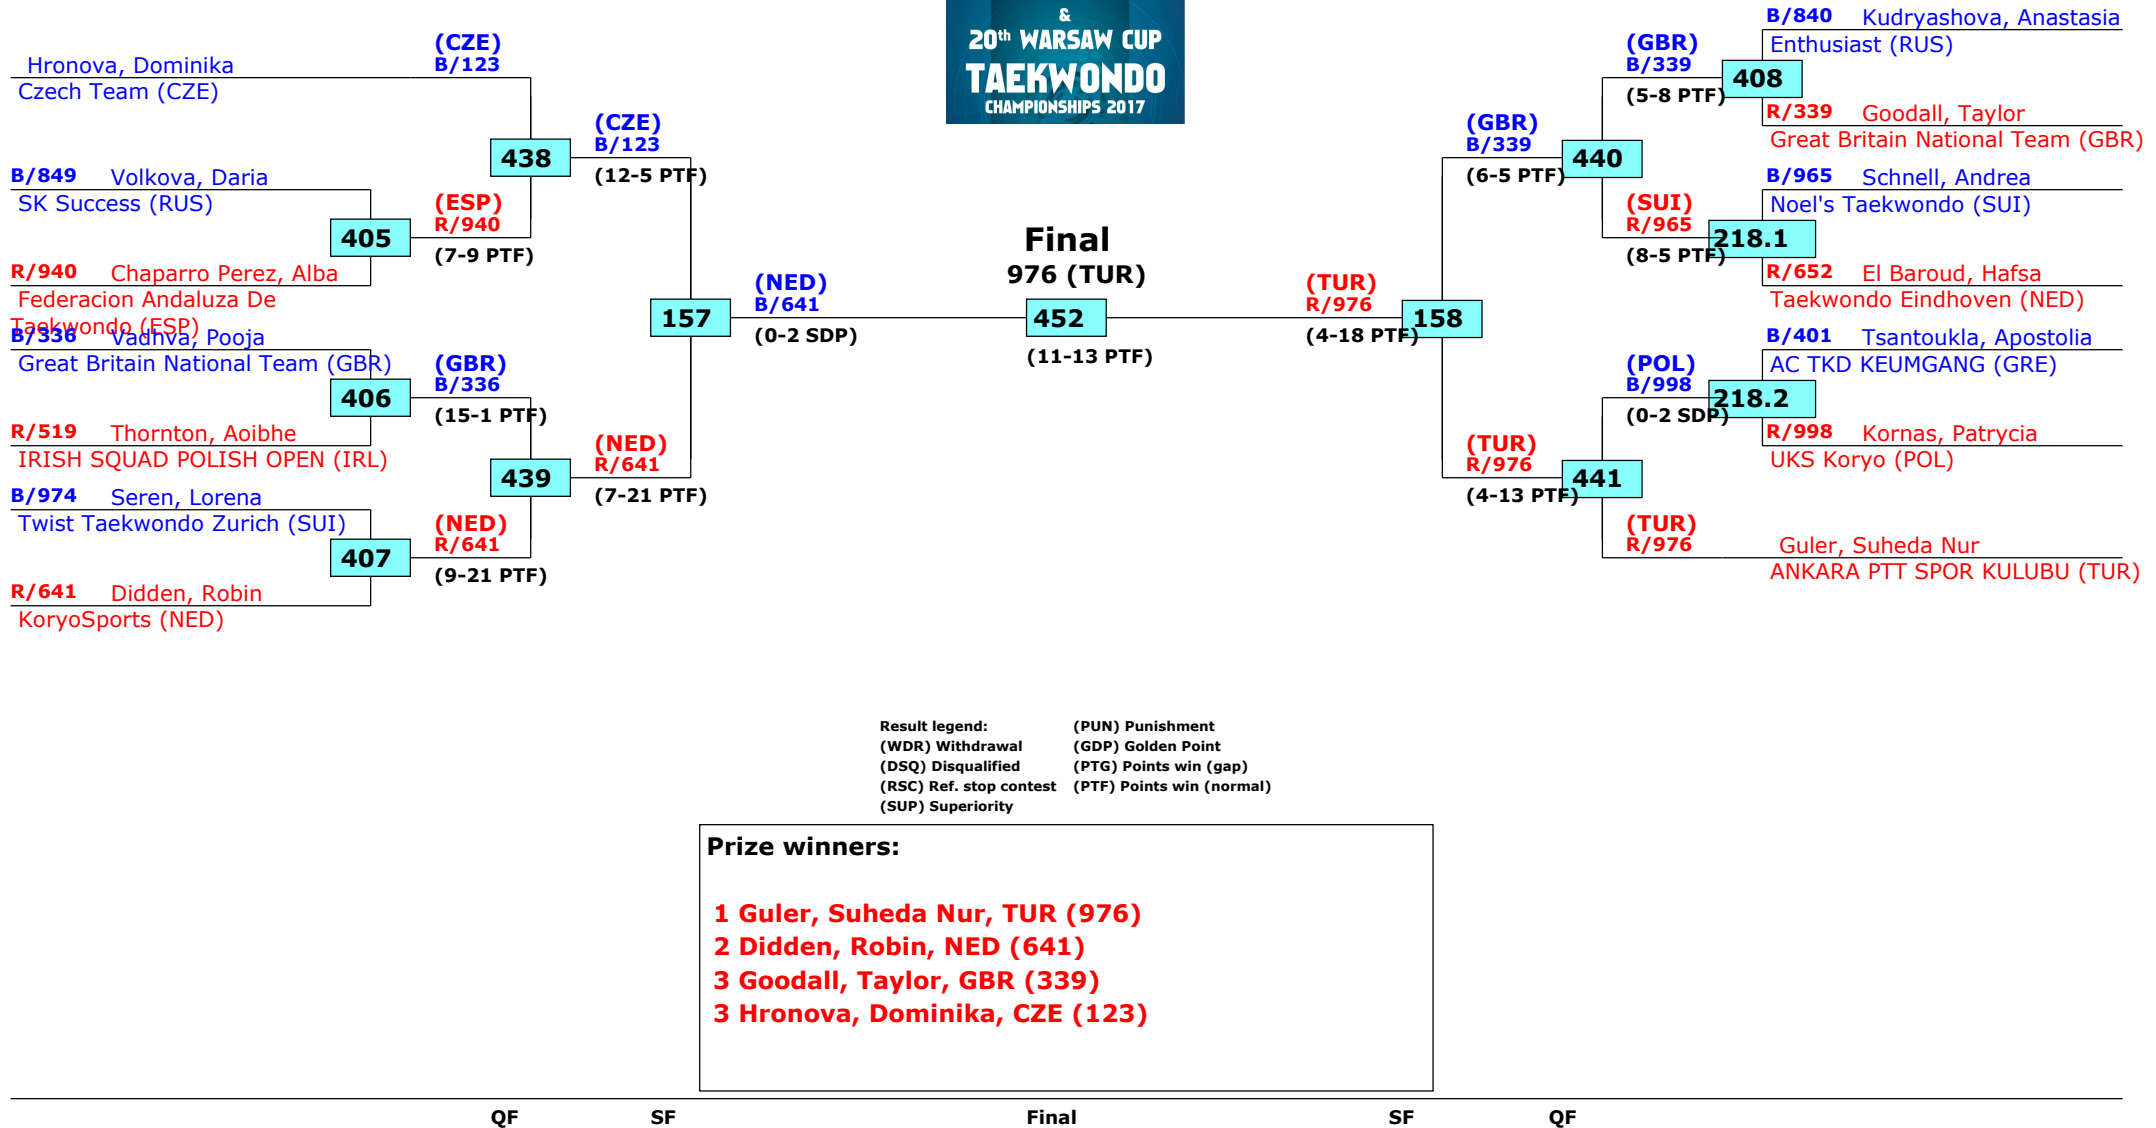 &
20th WARSAW CUP
TAEKWONDO
CHAMPIONSHIPS 2017
Hronova, Dominika
Czech Team (CZE)
(CZE)
B/123
B/849 Volkova, Daria
SK Success (RUS)
405
R/940 Chaparro Perez, Alba
Federacion Andaluza De
Taekwondo (ESP)
(ESP)
R/940
(7-9 PTF)
438
(CZE)
B/123
(12-5 PTF)
B/336 Vadhva, Pooja
Great Britain National Team (GBR)
406
R/519 Thornton, Aoibhe
IRISH SQUAD POLISH OPEN (IRL)
(GBR)
B/336
(15-1 PTF)
B/974 Seren, Lorena
Twist Taekwondo Zurich (SUI)
407
R/641 Didden, Robin
KoryoSports (NED)
(NED)
R/641
(9-21 PTF)
439
(NED)
R/641
(7-21 PTF)
157
(NED)
B/641
(0-2 SDP)
Final
976 (TUR)
452
(11-13 PTF)
(TUR)
R/976
(4-18 PTF)
158
(GBR)
B/339
(6-5 PTF)
440
(GBR)
B/339
(5-8 PTF)
408
B/840 Kudryashova, Anastasia
Enthusiast (RUS)
R/339 Goodall, Taylor
Great Britain National Team (GBR)
(SUI)
R/965
(8-5 PTF)
218.1
B/965 Schnell, Andrea
Noel's Taekwondo (SUI)
R/652 El Baroud, Hafsa
Taekwondo Eindhoven (NED)
(TUR)
R/976
(4-13 PTF)
441
(POL)
B/998
(0-2 SDP)
218.2
B/401 Tsantoukla, Apostolia
AC TKD KEUMGANG (GRE)
R/998 Kornas, Patrycia
UKS Koryo (POL)
(TUR)
R/976
Guler, Suheda Nur
ANKARA PTT SPOR KULUBU (TUR)
Result legend: (PUN) Punishment
(WDR) Withdrawal (GDP) Golden Point
(DSQ) Disqualified (PTG) Points win (gap)
(RSC) Ref. stop contest (PTF) Points win (normal)
(SUP) Superiority
Prize winners:
1 Guler, Suheda Nur, TUR (976)
2 Didden, Robin, NED (641)
3 Goodall, Taylor, GBR (339)
3 Hronova, Dominika, CZE (123)
QF SF Final SF QF